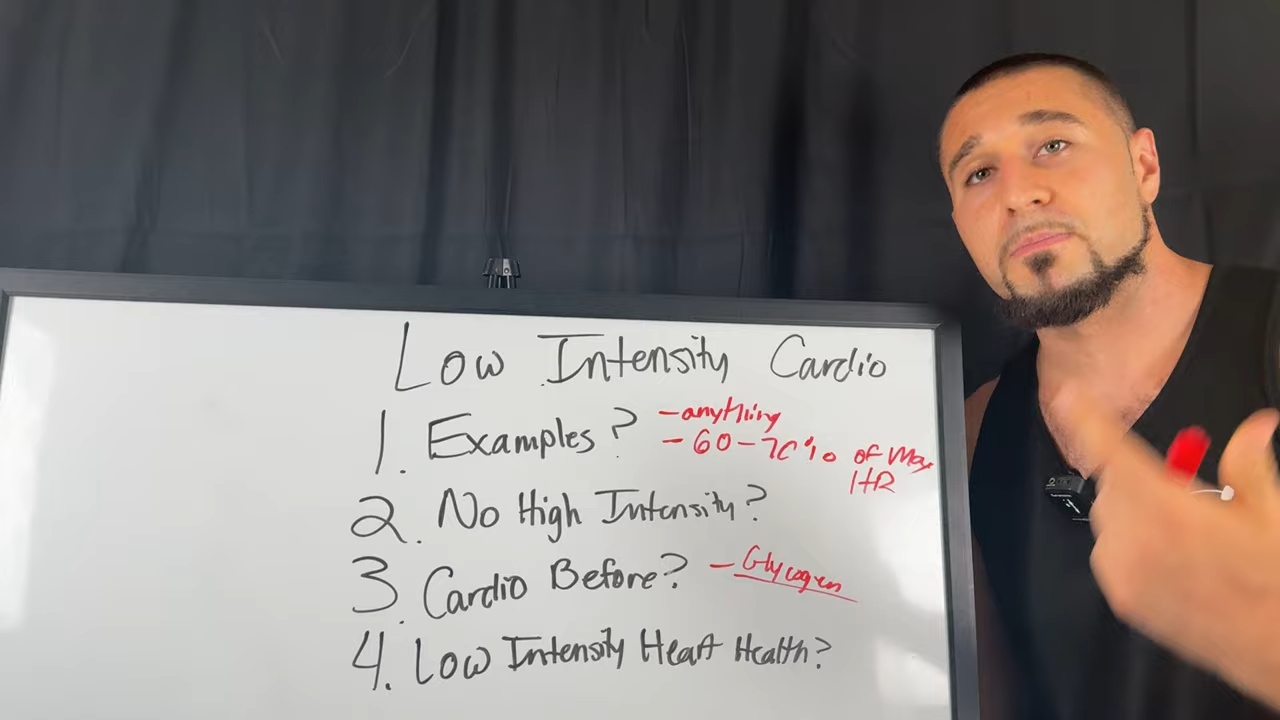 Low Intensity Cardio
1. Examples? - anything
- 60-70% of Max
HR
2. No High Intensity?
3. Cardio Before? - Glycogen
4. Low Intensity Heart Health?